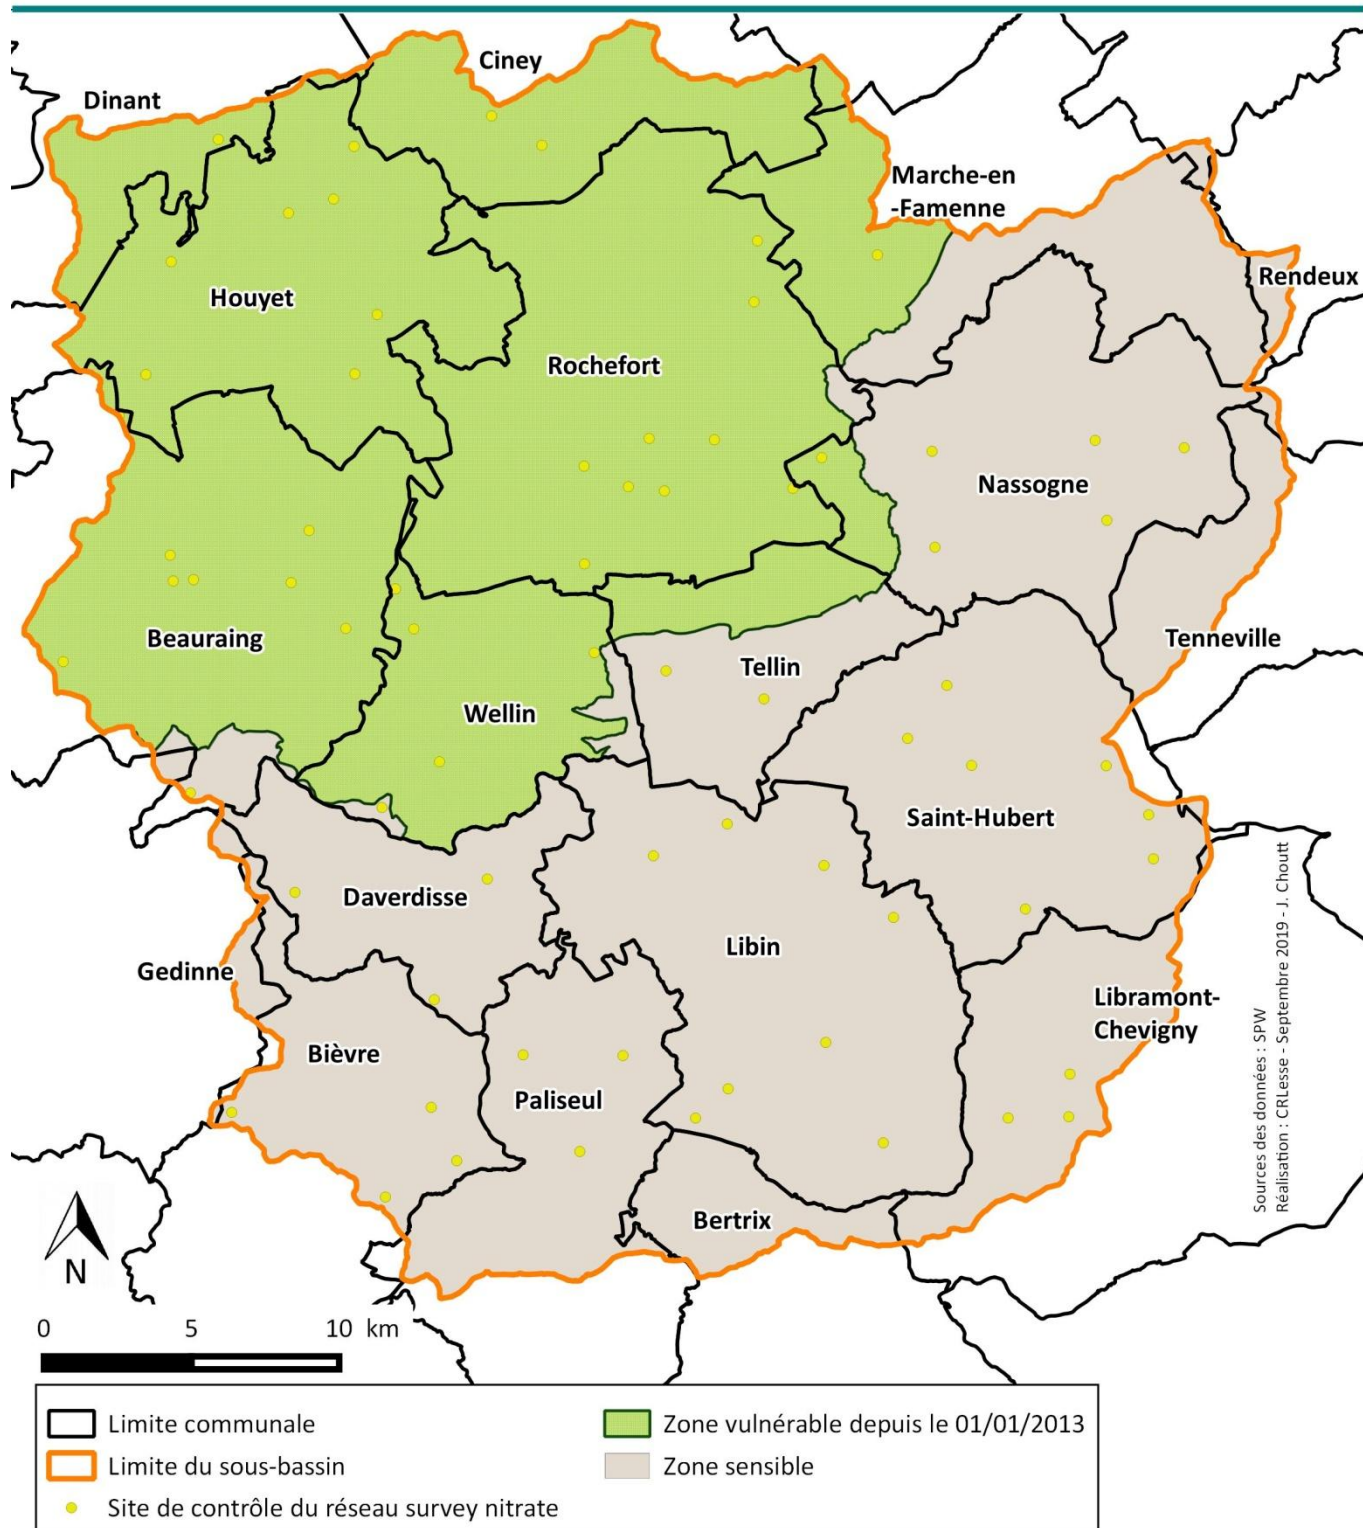 Ciney
Dinant
Marche-en
-Famenne
Rendeux
Houyet
Rochefort
Nassogne
Beauraing
Tenneville
Tellin
Wellin
Saint-Hubert
Daverdisse
Libin
Gedinne
Libramont-
Chevigny
Bièvre
Paliseul
Bertrix
Sources des données : SPW
Réalisation : CRLesse - Septembre 2019 - J. Choutt
N
0 5 10 km
Limite communale
Zone vulnérable depuis le 01/01/2013
Limite du sous-bassin
Zone sensible
Site de contrôle du réseau survey nitrate